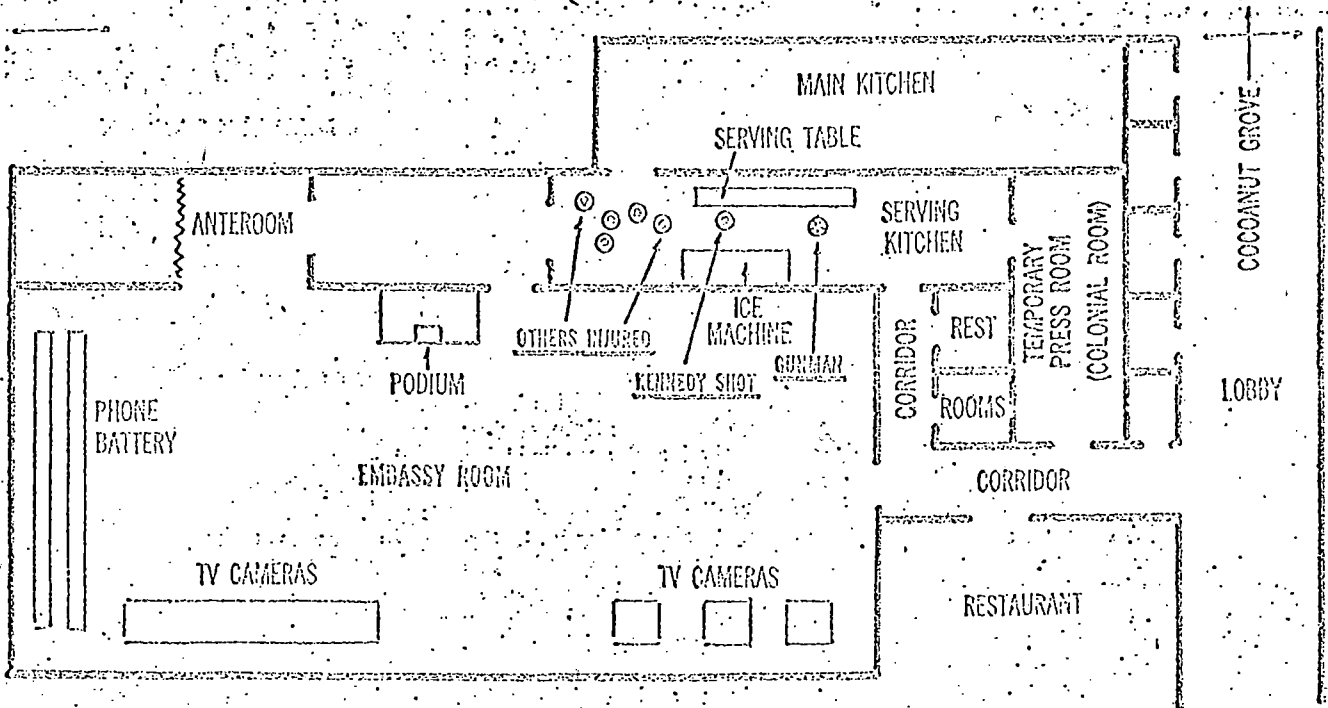 MAIN KITCHEN
SERVING TABLE
COCOANUT GROVE
ANTEROOM
SERVING
KITCHEN
TEMPORARY
PRESS ROOM
(COLONIAL ROOM)
OTHERS INJURED
ICE
MACHINE
KENNEDY SHOT
GUNMAN
PODIUM
CORRIDOR
REST
ROOMS
LOBBY
PHONE
BATTERY
EMBASSY ROOM
CORRIDOR
TV CAMERAS
TV CAMERAS
RESTAURANT